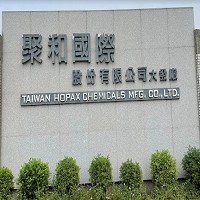 聚和國際
股份有限公司大發廠
TAIWAN HOPAX CHEMICALS MFG. CO., LTD.